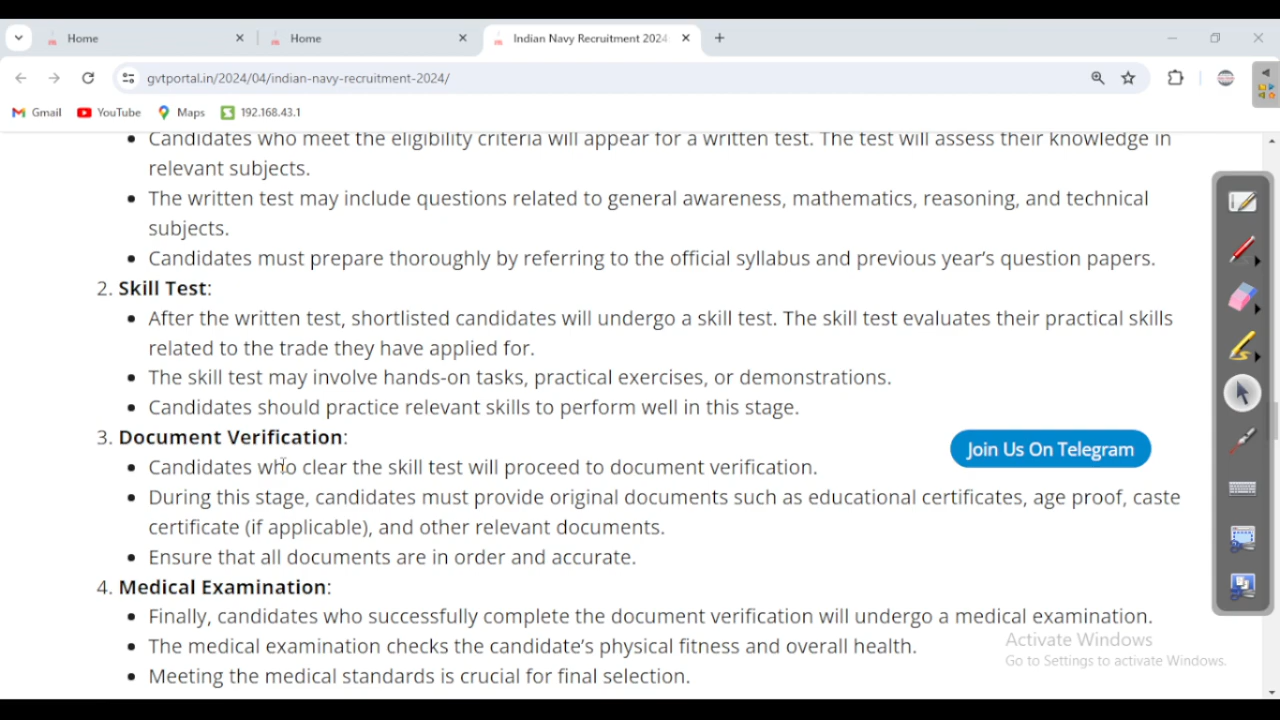 Home
Home
Indian Navy Recruitment 2024
gvtportal.in/2024/04/indian-navy-recruitment-2024/
Gmail
YouTube
Maps
192.168.43.1
• Candidates who meet the eligibility criteria will appear for a written test. The test will assess their knowledge in
relevant subjects.
• The written test may include questions related to general awareness, mathematics, reasoning, and technical
subjects.
• Candidates must prepare thoroughly by referring to the official syllabus and previous year's question papers.
2. Skill Test:
• After the written test, shortlisted candidates will undergo a skill test. The skill test evaluates their practical skills
related to the trade they have applied for.
• The skill test may involve hands-on tasks, practical exercises, or demonstrations.
• Candidates should practice relevant skills to perform well in this stage.
3. Document Verification:
Join Us On Telegram
• Candidates who clear the skill test will proceed to document verification.
• During this stage, candidates must provide original documents such as educational certificates, age proof, caste
certificate (if applicable), and other relevant documents.
• Ensure that all documents are in order and accurate.
4. Medical Examination:
• Finally, candidates who successfully complete the document verification will undergo a medical examination.
• The medical examination checks the candidate's physical fitness and overall health.
• Meeting the medical standards is crucial for final selection.
Activate Windows
Go to Settings to activate Windows.